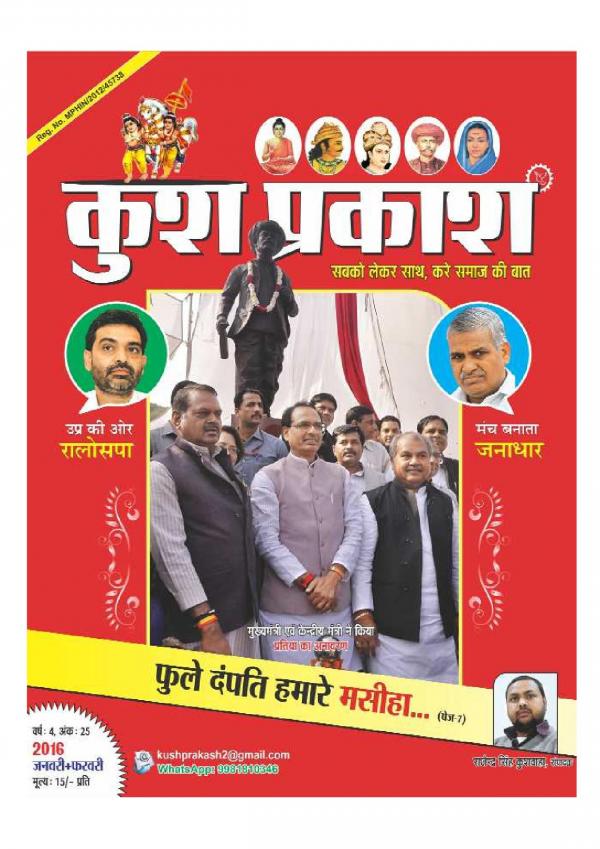 Reg. No. MPHIN/2012/45738
कुश प्रकाश
सबको लेकर साथ, करे समाज की बात
उप्र की ओर
रालोसपा
मंच बनाता
जनाधार
मुख्यमंत्री एवं केन्द्रीय मंत्री ने किया
प्रतिमा का अनावरण
फुले दंपति हमारे मसीहा... (पेज-7)
वर्ष: 4, अंक: 25
2016
जनवरी+फरवरी
मूल्य: 15/- प्रति
kushprakash2@gmail.com
WhatsApp: 9981810346
राजेन्द्र सिंह कुशवाहा, संपादक